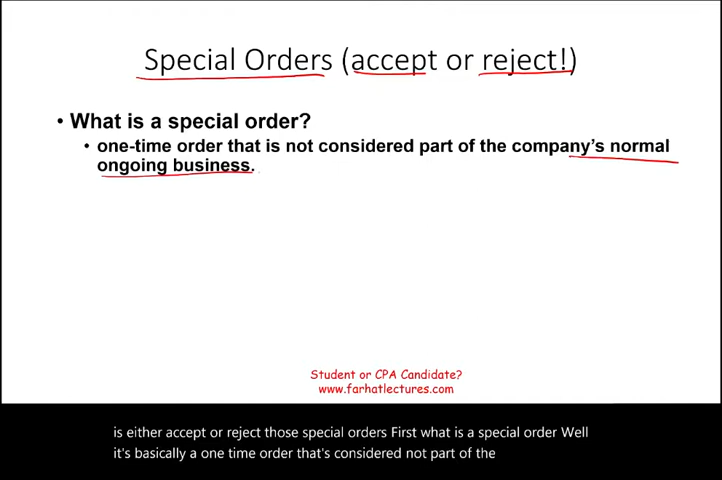 Special Orders (accept or reject!)
• What is a special order?
• one-time order that is not considered part of the company's normal
ongoing business.
Student or CPA Candidate?
www.farhatlectures.com
is either accept or reject those special orders First what is a special order Well
it's basically a one time order that's considered not part of the